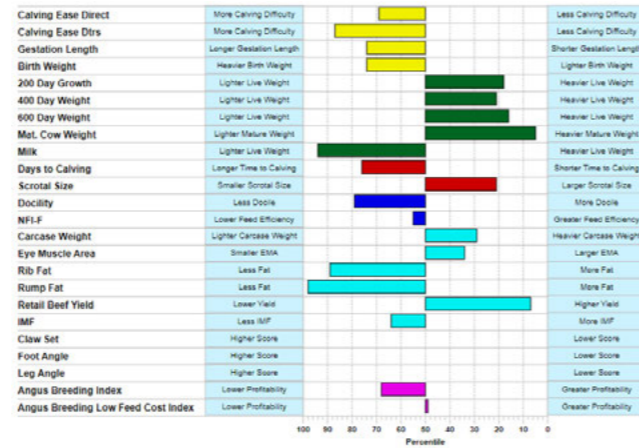 Calving Ease Direct More Calving Difficulty Less Calving Difficulty
Calving Ease Dtrs More Calving Difficulty Less Calving Difficulty
Gestation Length Longer Gestation Length Shorter Gestation Length
Birth Weight Heavier Birth Weight Lighter Birth Weight
200 Day Growth Lighter Live Weight Heavier Live Weight
400 Day Weight Lighter Live Weight Heavier Live Weight
600 Day Weight Lighter Live Weight Heavier Live Weight
Mat. Cow Weight Lighter Mature Weight Heavier Mature Weight
Milk Lighter Live Weight Heavier Live Weight
Days to Calving Longer Time to Calving Shorter Time to Calving
Scrotal Size Smaller Scrotal Size Larger Scrotal Size
Docility Less Docile More Docile
NFI-F Lower Feed Efficiency Greater Feed Efficiency
Carcase Weight Lighter Carcase Weight Heavier Carcase Weight
Eye Muscle Area Smaller EMA Larger EMA
Rib Fat Less Fat More Fat
Rump Fat Less Fat More Fat
Retail Beef Yield Lower Yield Higher Yield
IMF Less IMF More IMF
Claw Set Higher Score Lower Score
Foot Angle Higher Score Lower Score
Leg Angle Higher Score Lower Score
Angus Breeding Index Lower Profitability Greater Profitability
Angus Breeding Low Feed Cost Index Lower Profitability Greater Profitability
100 90 80 70 60 50 40 30 20 10 0
Percentile